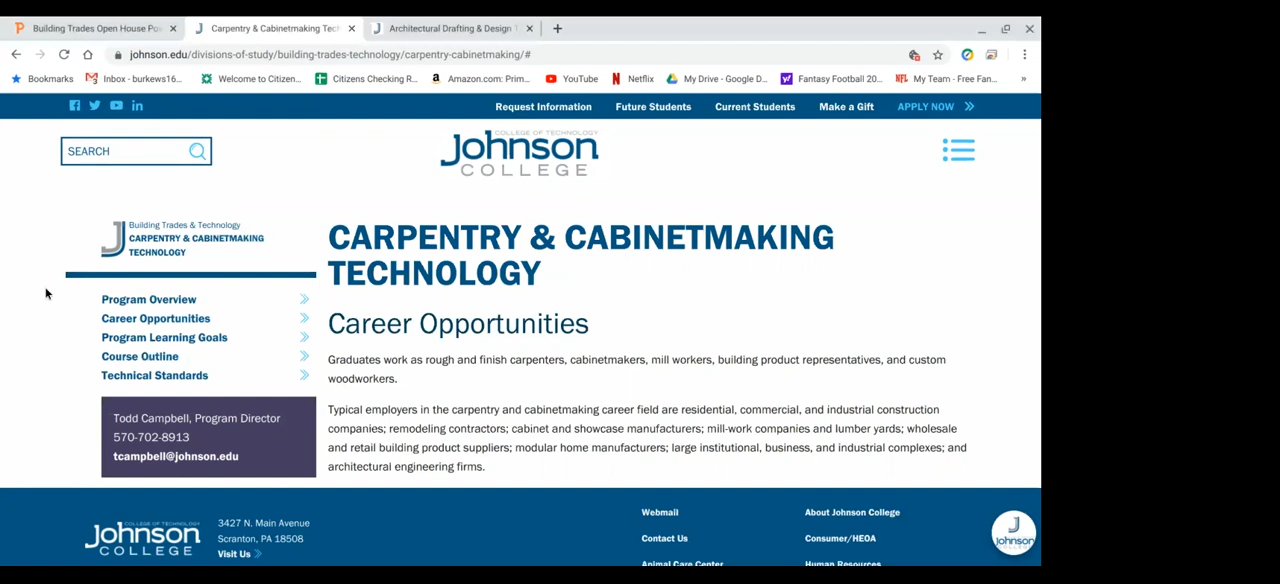 Building Trades Open House Po
Carpentry & Cabinetmaking Tec
Architectural Drafting & Design
johnson.edu/divisions-of-study/building-trades-technology/carpentry-cabinetmaking/#
Bookmarks
Inbox - burkews16...
Welcome to Citizen...
Citizens Checking R...
Amazon.com: Prim...
YouTube
Netflix
My Drive - Google D...
Fantasy Football 20...
My Team - Free Fan...
Request Information
Future Students
Current Students
Make a Gift
APPLY NOW
SEARCH
COLLEGE OF TECHNOLOGY
Johnson
COLLEGE
Building Trades & Technology
CARPENTRY & CABINETMAKING
TECHNOLOGY
Program Overview
Career Opportunities
Program Learning Goals
Course Outline
Technical Standards
Todd Campbell, Program Director
570-702-8913
tcampbell@johnson.edu
CARPENTRY & CABINETMAKING
TECHNOLOGY
Career Opportunities
Graduates work as rough and finish carpenters, cabinetmakers, mill workers, building product representatives, and custom
woodworkers.
Typical employers in the carpentry and cabinetmaking career field are residential, commercial, and industrial construction
companies; remodeling contractors; cabinet and showcase manufacturers; mill-work companies and lumber yards; wholesale
and retail building product suppliers; modular home manufacturers; large institutional, business, and industrial complexes; and
architectural engineering firms.
COLLEGE OF TECHNOLOGY
Johnson
COLLEGE
3427 N. Main Avenue
Scranton, PA 18508
Visit Us
Webmail
Contact Us
Animal Care Center
About Johnson College
Consumer/HEOA
Human Resources
Johnson